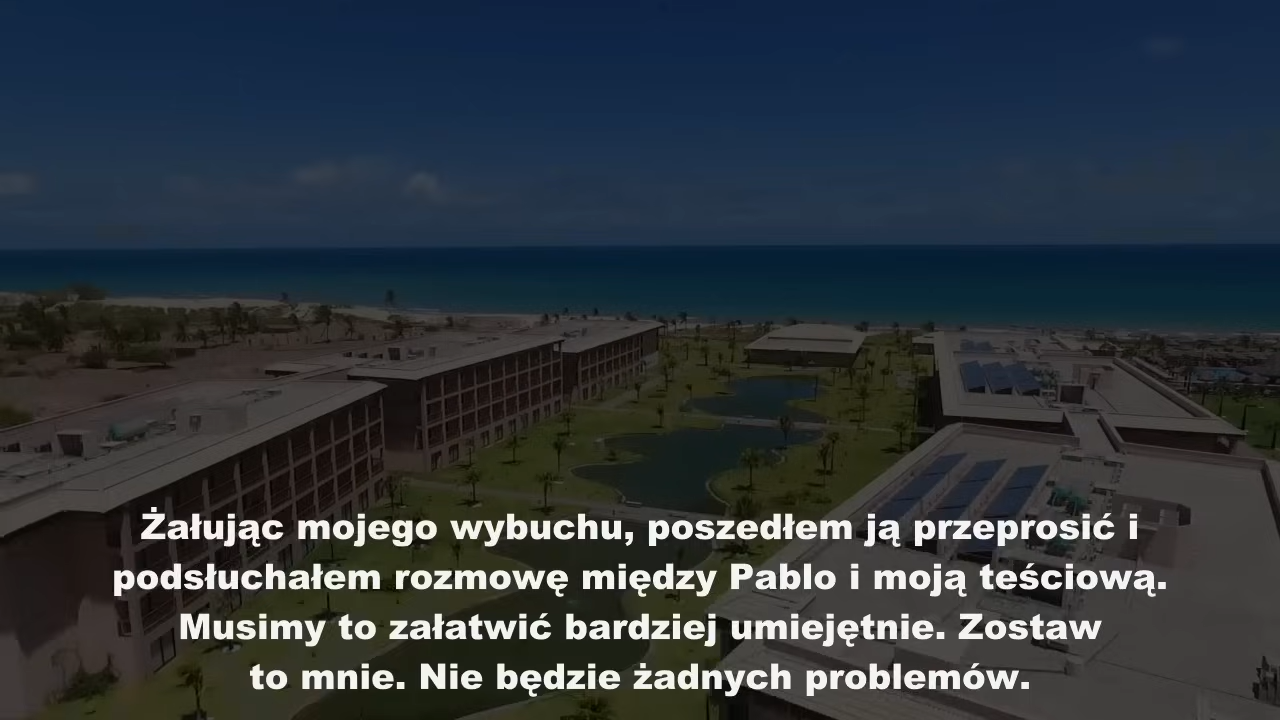 Żałując mojego wybuchu, poszedłem ją przeprosić i
podsłuchałem rozmowę między Pablo i moją teściową.
Musimy to załatwić bardziej umiejętnie. Zostaw
to mnie. Nie będzie żadnych problemów.